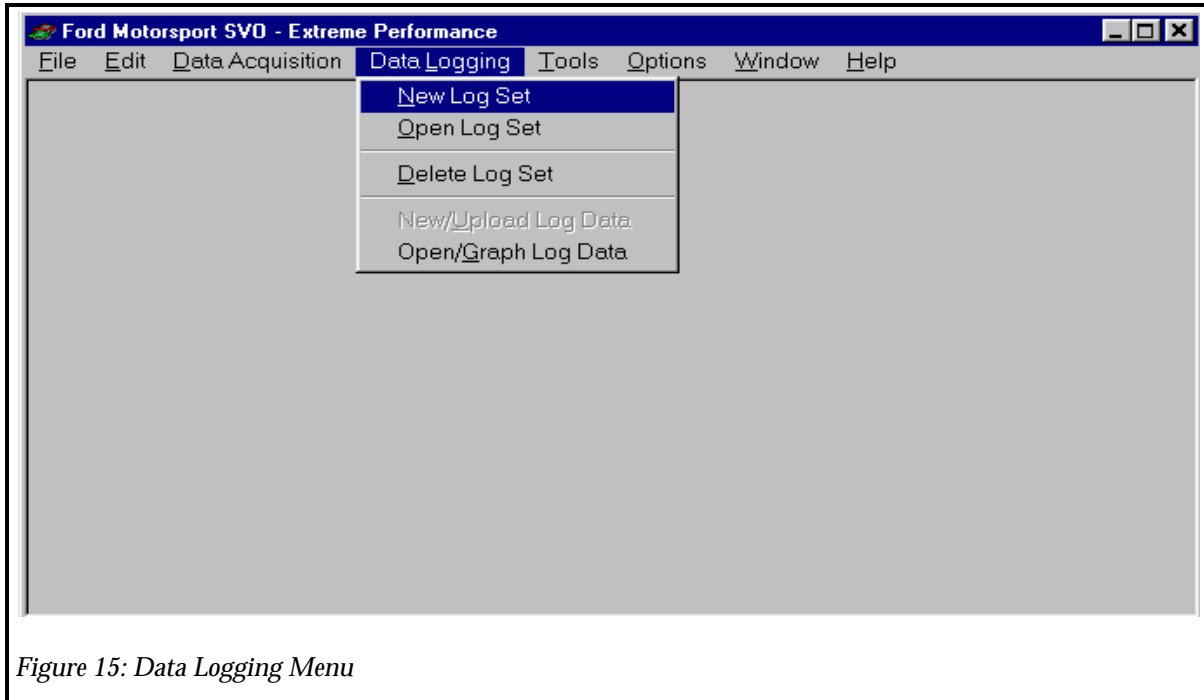 Ford Motorsport SVO - Extreme Performance
File Edit Data Acquisition Data Logging Tools Options Window Help
New Log Set
Open Log Set
Delete Log Set
New/Upload Log Data
Open/Graph Log Data
Figure 15: Data Logging Menu